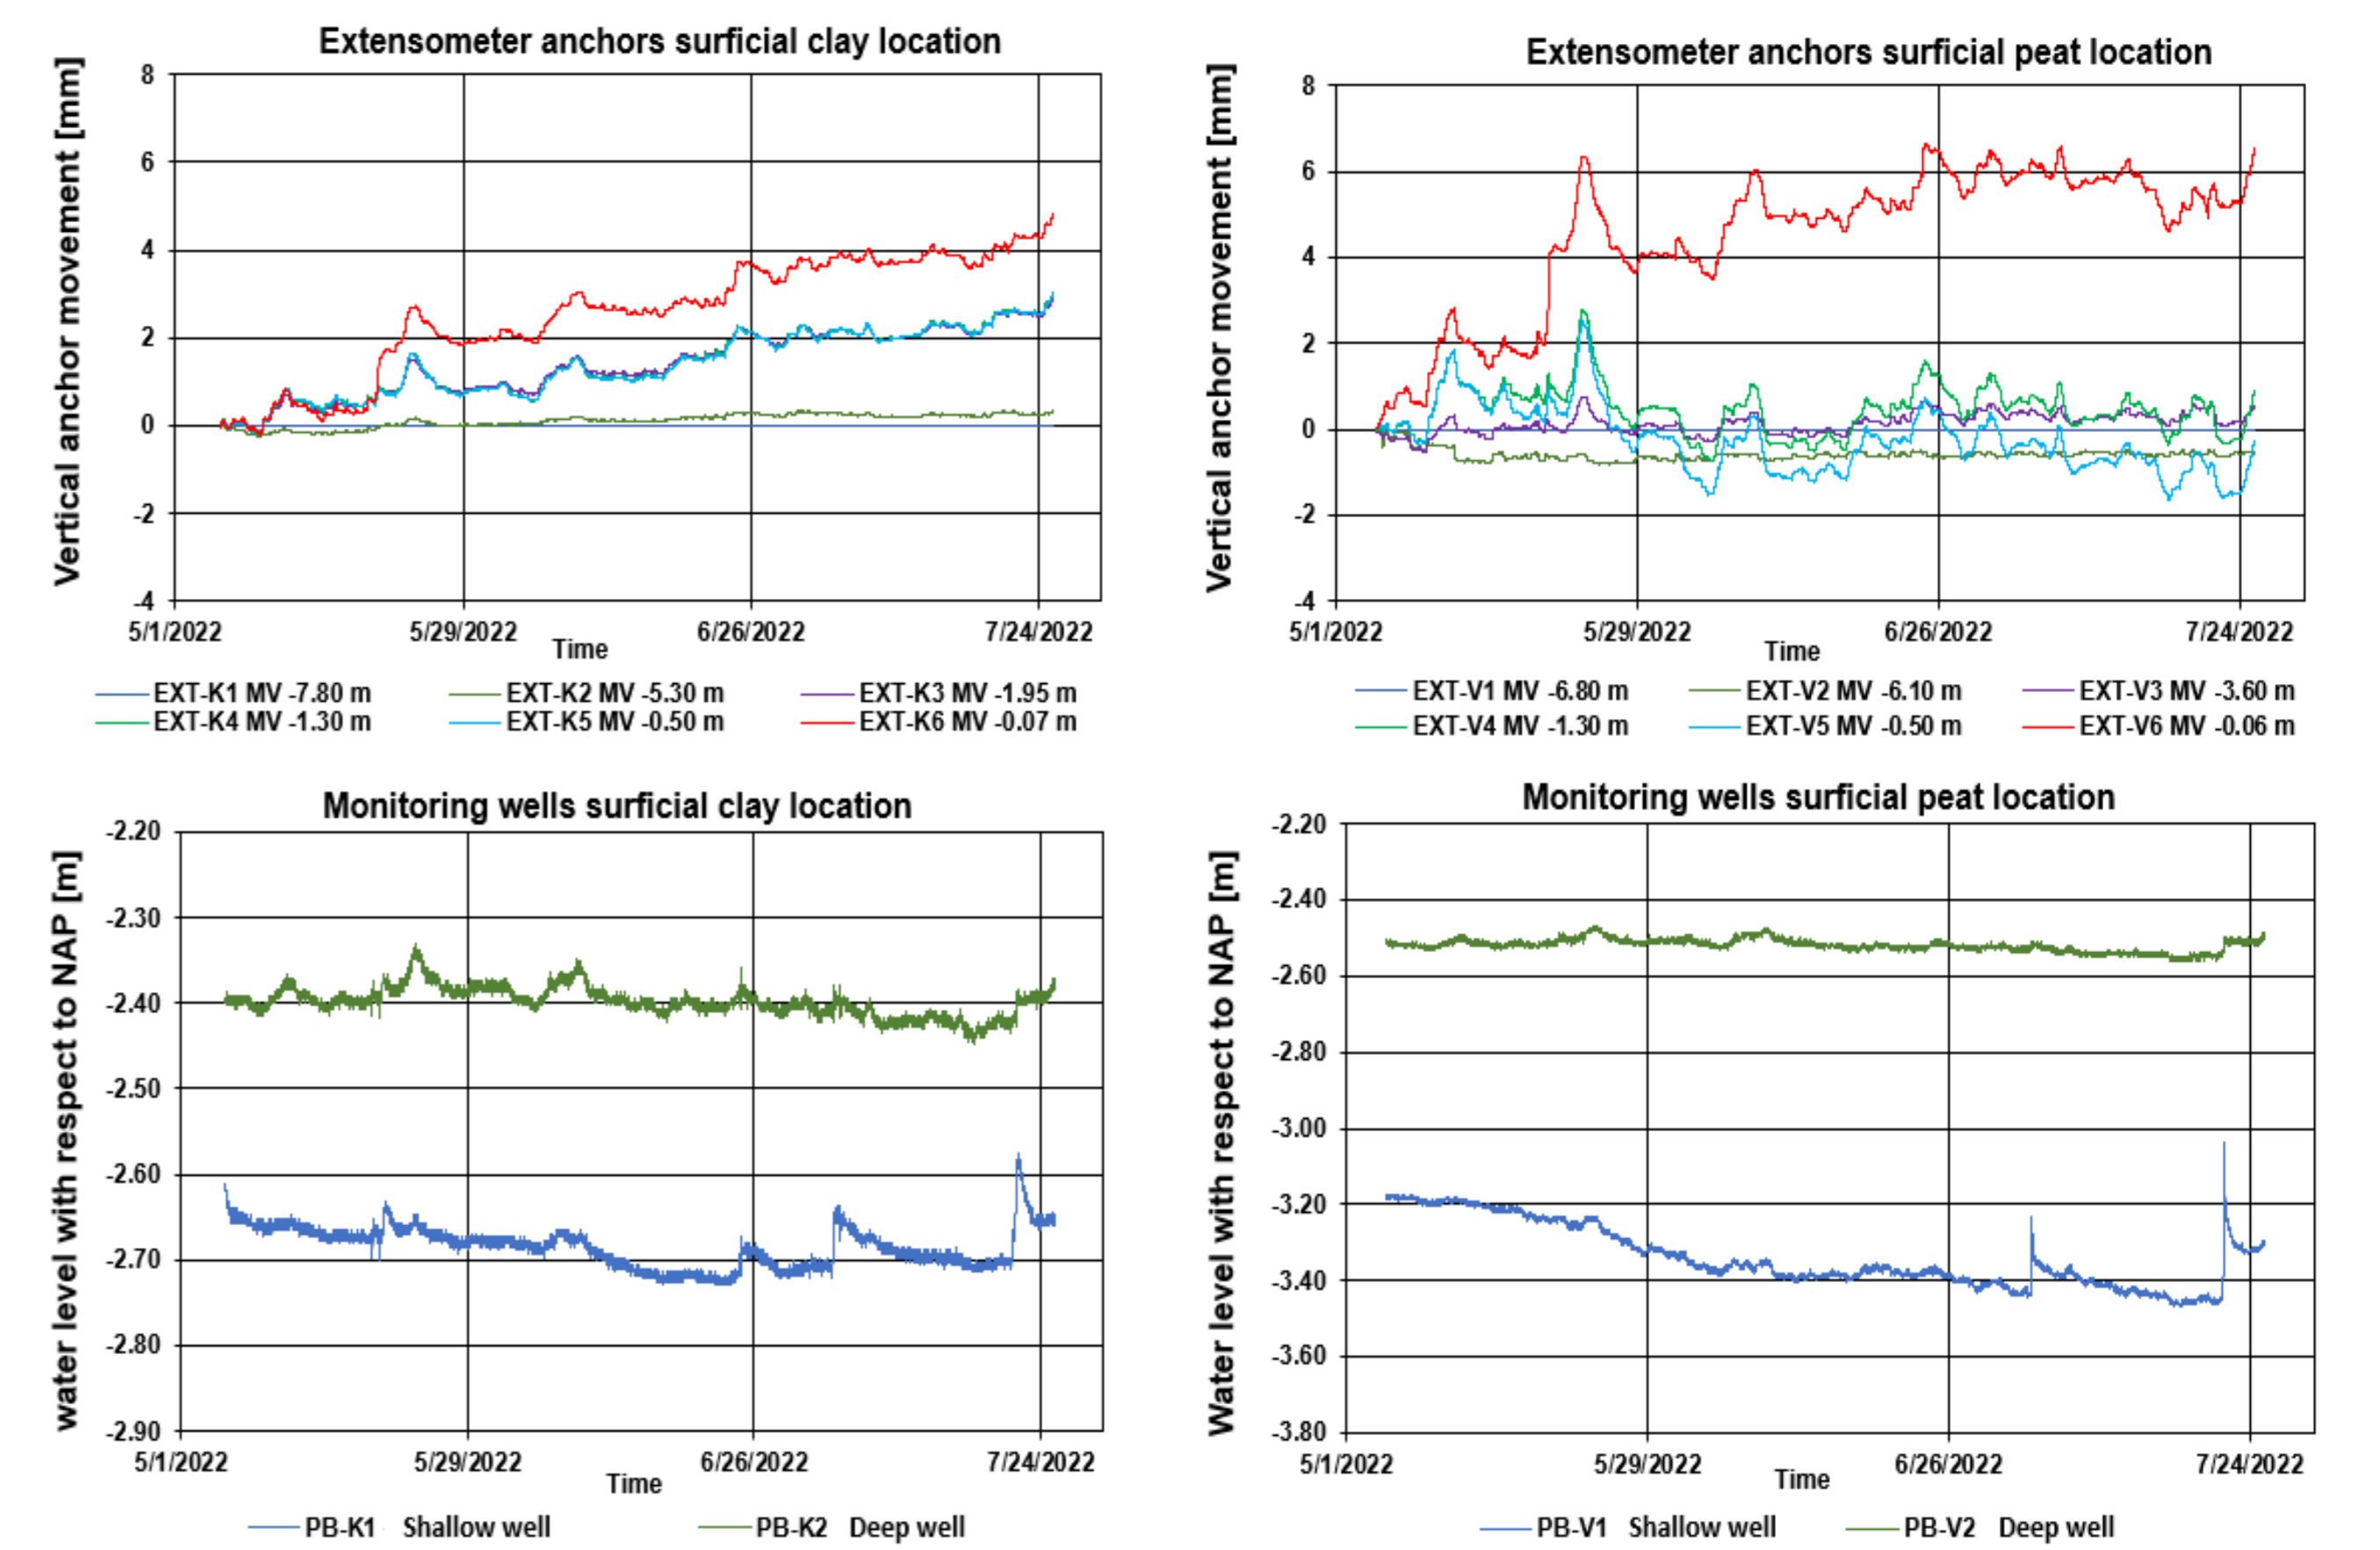 Extensometer anchors surficial clay location
Vertical anchor movement [mm]
8
6
4
2
0
-2
-4
5/1/2022 5/29/2022 6/26/2022 7/24/2022
Time
EXT-K1 MV -7.80 m EXT-K2 MV -5.30 m EXT-K3 MV -1.95 m
EXT-K4 MV -1.30 m EXT-K5 MV -0.50 m EXT-K6 MV -0.07 m
Extensometer anchors surficial peat location
Vertical anchor movement [mm]
8
6
4
2
0
-2
-4
5/1/2022 5/29/2022 6/26/2022 7/24/2022
Time
EXT-V1 MV -6.80 m EXT-V2 MV -6.10 m EXT-V3 MV -3.60 m
EXT-V4 MV -1.30 m EXT-V5 MV -0.50 m EXT-V6 MV -0.06 m
Monitoring wells surficial clay location
water level with respect to NAP [m]
-2.20
-2.30
-2.40
-2.50
-2.60
-2.70
-2.80
-2.90
5/1/2022 5/29/2022 6/26/2022 7/24/2022
Time
PB-K1 Shallow well PB-K2 Deep well
Monitoring wells surficial peat location
Water level with respect to NAP [m]
-2.20
-2.40
-2.60
-2.80
-3.00
-3.20
-3.40
-3.60
-3.80
5/1/2022 5/29/2022 6/26/2022 7/24/2022
Time
PB-V1 Shallow well PB-V2 Deep well